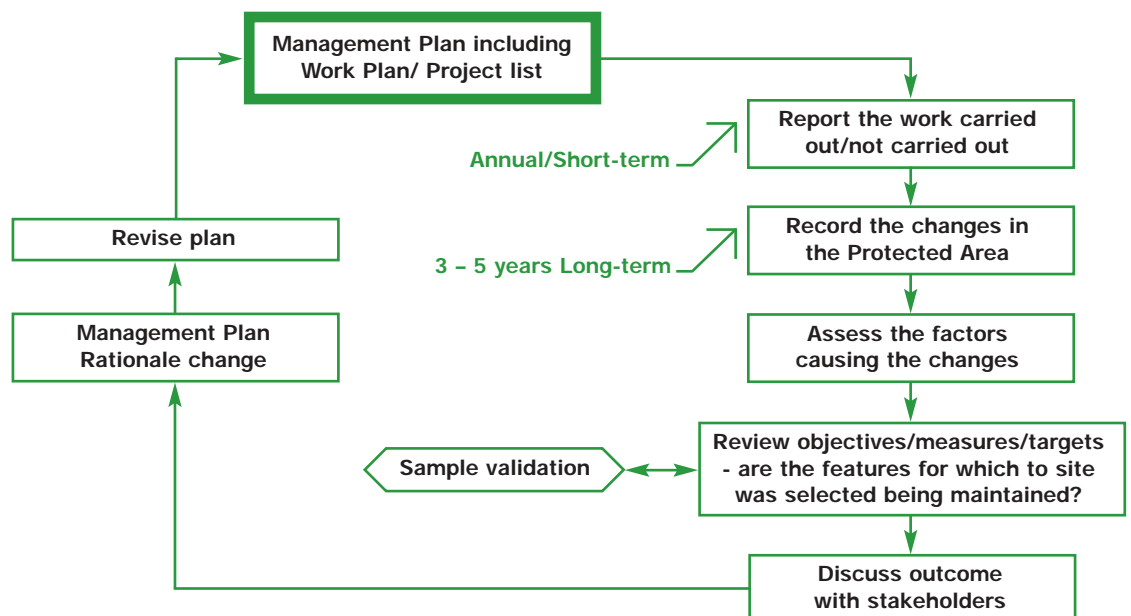 Management Plan including
Work Plan/ Project list
Report the work carried
out/not carried out
Annual/Short-term
Record the changes in
the Protected Area
3 – 5 years Long-term
Assess the factors
causing the changes
Review objectives/measures/targets
- are the features for which to site
was selected being maintained?
Sample validation
Discuss outcome
with stakeholders
Management Plan
Rationale change
Revise plan